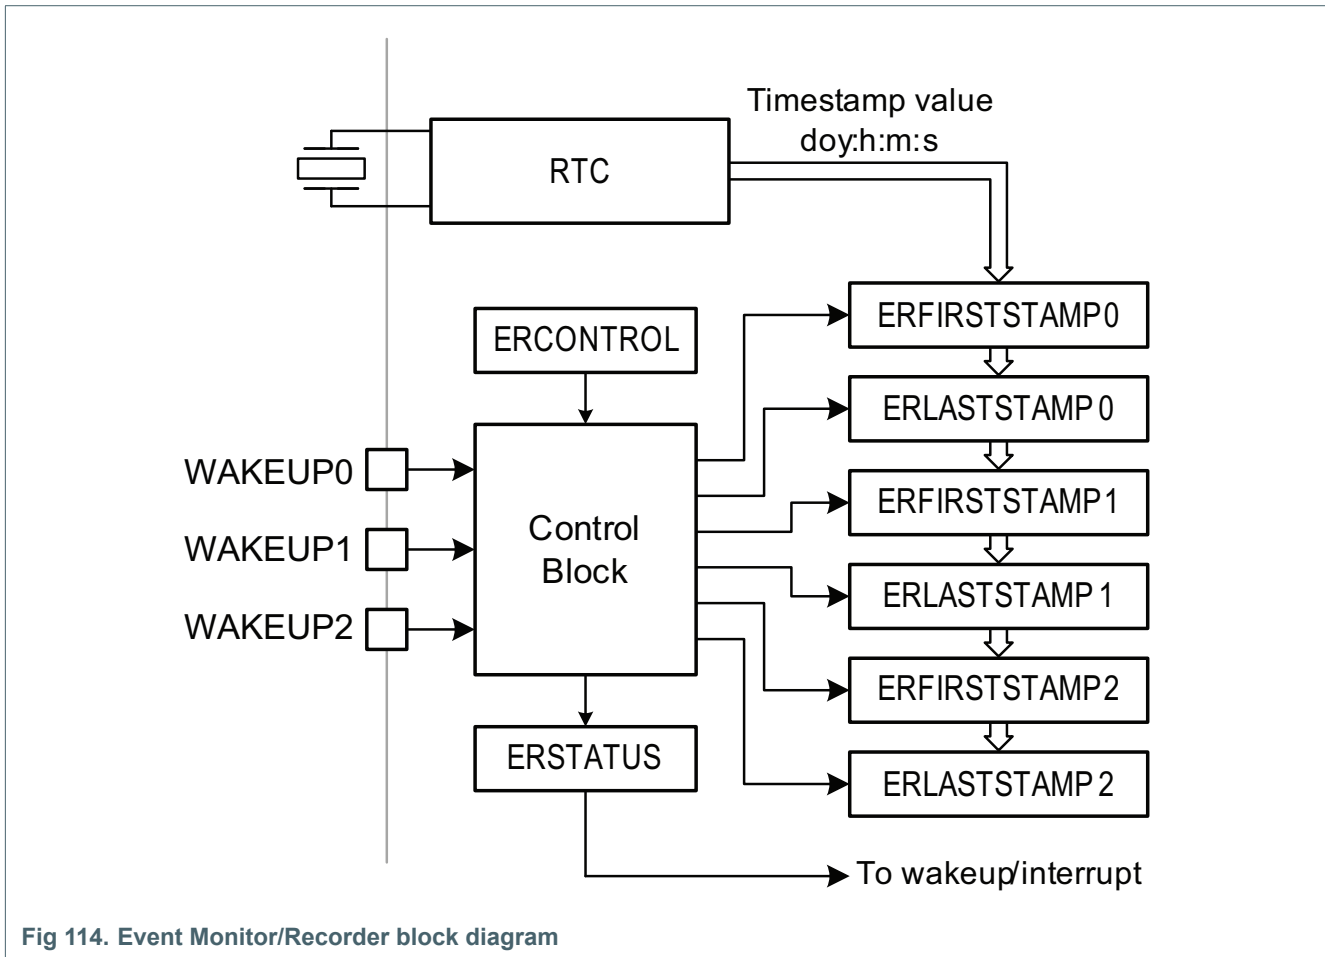 Timestamp value
doy:h:m:s
RTC
ERFIRSTSTAMP0
ERCONTROL
ERLASTSTAMP0
WAKEUP0
ERFIRSTSTAMP1
Control
Block
WAKEUP1
ERLASTSTAMP1
WAKEUP2
ERFIRSTSTAMP2
ERSTATUS
ERLASTSTAMP2
To wakeup/interrupt
Fig 114. Event Monitor/Recorder block diagram